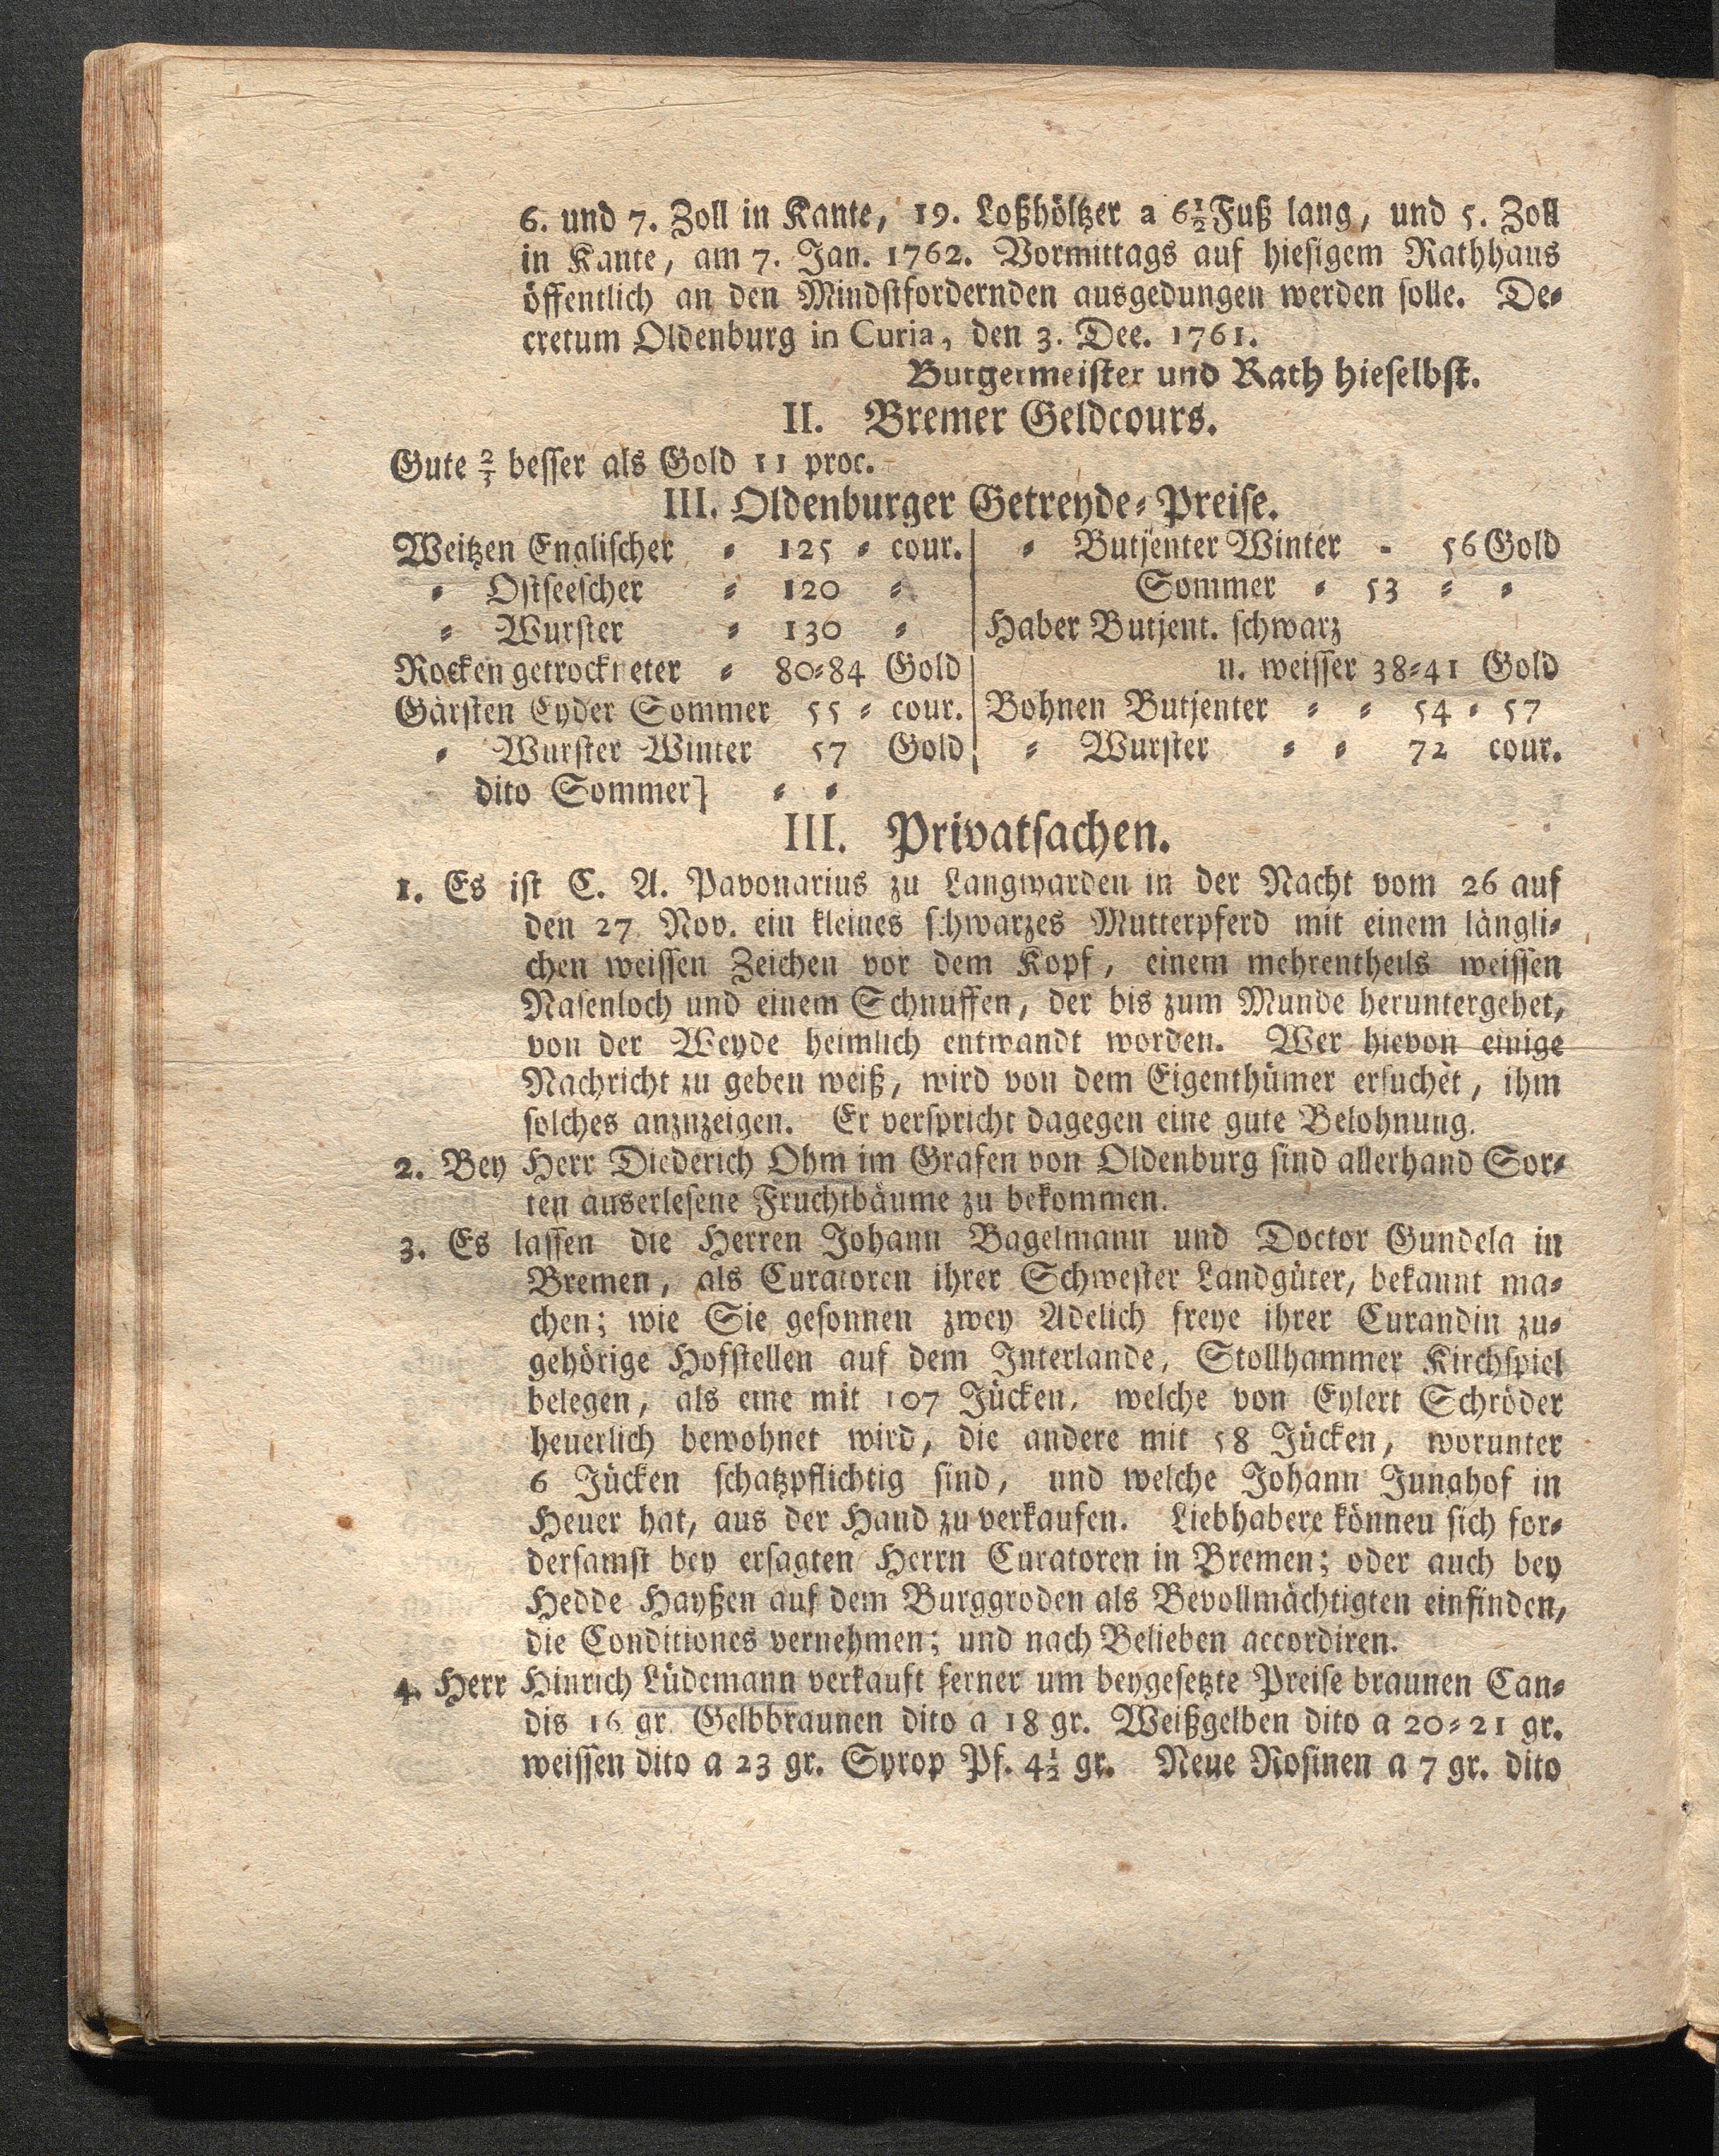 6. und 7. Zoll in Kante, 19. Loßhöltzer a 6½ Fuß lang, und 5. Zoll
in Kante, am 7. Jan. 1762. Vormittags auf hiesigem Rathhaus
öffentlich an den Mindstfordernden ausgedungen werden solle. De-
cretum Oldenburg in Curia, den 3. Dec. 1761.
Burgermeister und Rath hieselbst.
II. Bremer Geldcours.
Gute ⅔ besser als Gold 11 proc.
III. Oldenburger Getreyde-Preise.
Weitzen Englischer - 125 - cour.
- Ostseescher - 120 -
- Wurster - 130 -
Rocken getrockneter - 80-84 Gold
Gärsten Eyder Sommer 55 - cour.
- Wurster Winter 57 Gold
dito Sommer] - -
- Butjenter Winter - 56 Gold
Sommer - 53 - -
Haber Butjent. schwarz
u. weisser 38-41 Gold
Bohnen Butjenter - - 54 - 57
- Wurster - - 72 cour.
III. Privatsachen.
1. Es ist C. A. Pavonarius zu Langwarden in der Nacht vom 26 auf
den 27. Nov. ein kleines schwarzes Mutterpferd mit einem längli-
chen weissen Zeichen vor dem Kopf, einem mehrentheils weissen
Nasenloch und einem Schnuffen, der bis zum Munde heruntergehet,
von der Weyde heimlich entwandt worden. Wer hievon einige
Nachricht zu geben weiß, wird von dem Eigenthümer ersuchet, ihm
solches anzuzeigen. Er verspricht dagegen eine gute Belohnung.
2. Bey Herr Diederich Ohm im Grafen von Oldenburg sind allerhand Sor-
ten auserlesene Fruchtbäume zu bekommen.
3. Es lassen die Herren Johann Bagelmann und Doctor Gundela in
Bremen, als Curatoren ihrer Schwester Landgüter, bekannt ma-
chen; wie Sie gesonnen zwey Adelich freye ihrer Curandin zu-
gehörige Hofstellen auf dem Interlande, Stollhammer Kirchspiel
belegen, als eine mit 107 Jücken, welche von Eylert Schröder
heuerlich bewohnet wird, die andere mit 58 Jücken, worunter
6 Jücken schatzpflichtig sind, und welche Johann Junghof in
Heuer hat, aus der Hand zu verkaufen. Liebhabere können sich for-
dersamst bey ersagten Herrn Curatoren in Bremen; oder auch bey
Hedde Hayßen auf dem Burggroden als Bevollmächtigten einfinden,
die Conditiones vernehmen; und nach Belieben accordiren.
4. Herr Hinrich Lüdemann verkauft ferner um beygesetzte Preise braunen Can-
dis 16 gr. Gelbbraunen dito a 18 gr. Weißgelben dito a 20-21 gr.
weissen dito a 23 gr. Syrop Pf. 4½ gr. Neue Rosinen a 7 gr. dito